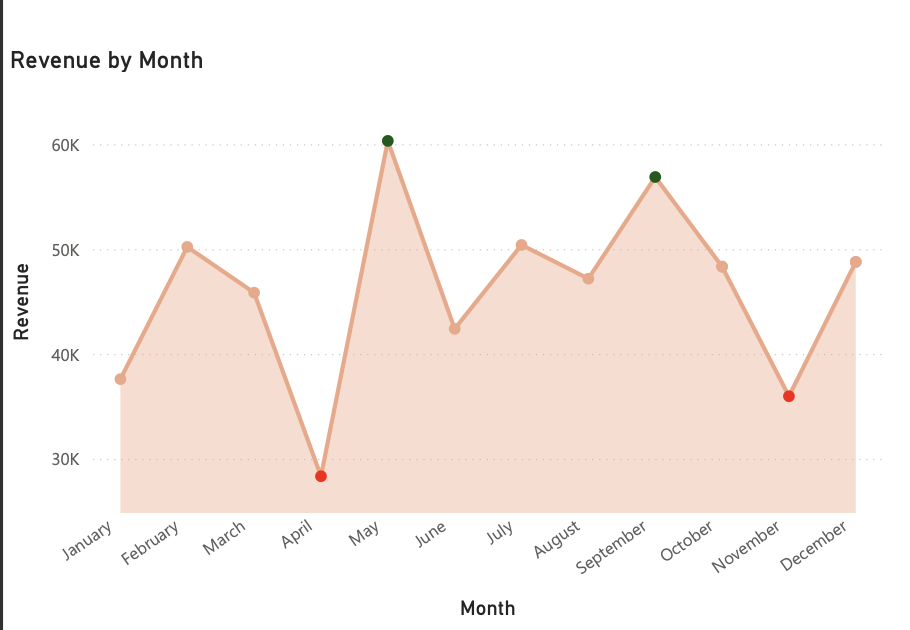 Revenue by Month
60K
50K
40K
30K
Revenue
January
February
March
April
May
June
July
August
September
October
November
December
Month